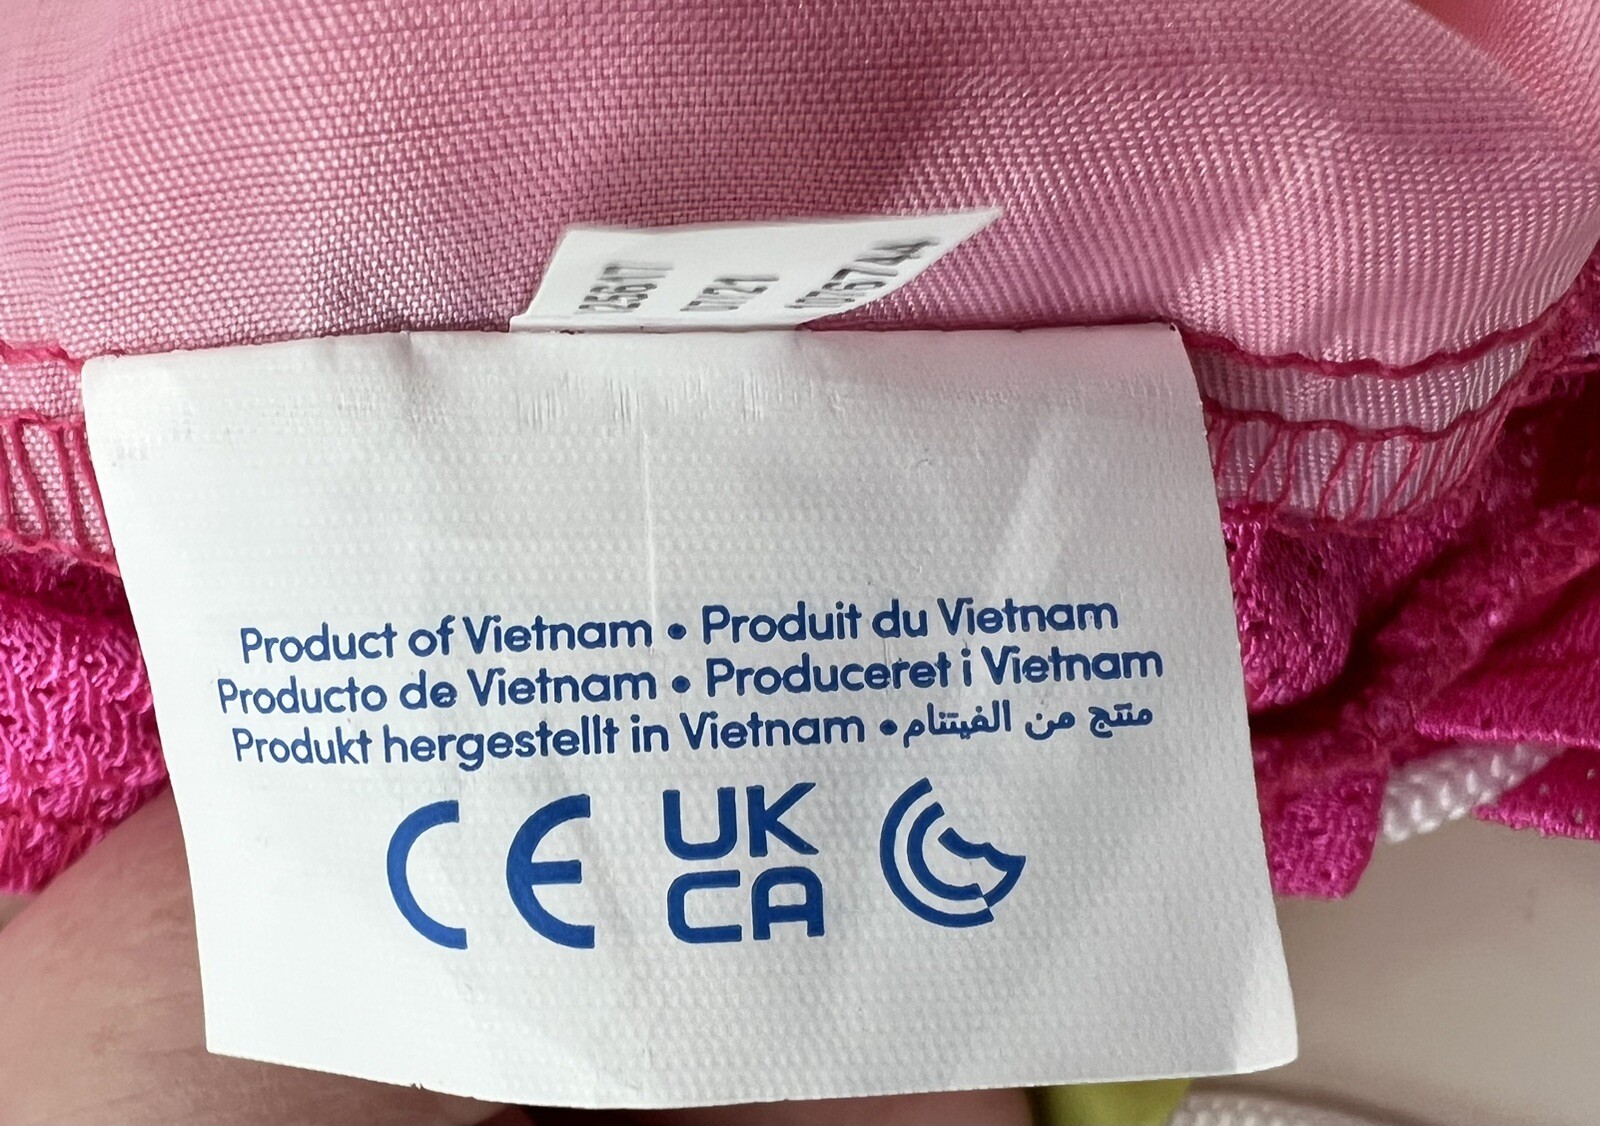 Product of Vietnam • Produit du Vietnam
Producto de Vietnam • Produceret i Vietnam
Produkt hergestellt in Vietnam • منتج من الفيتنام
CE UK
CA